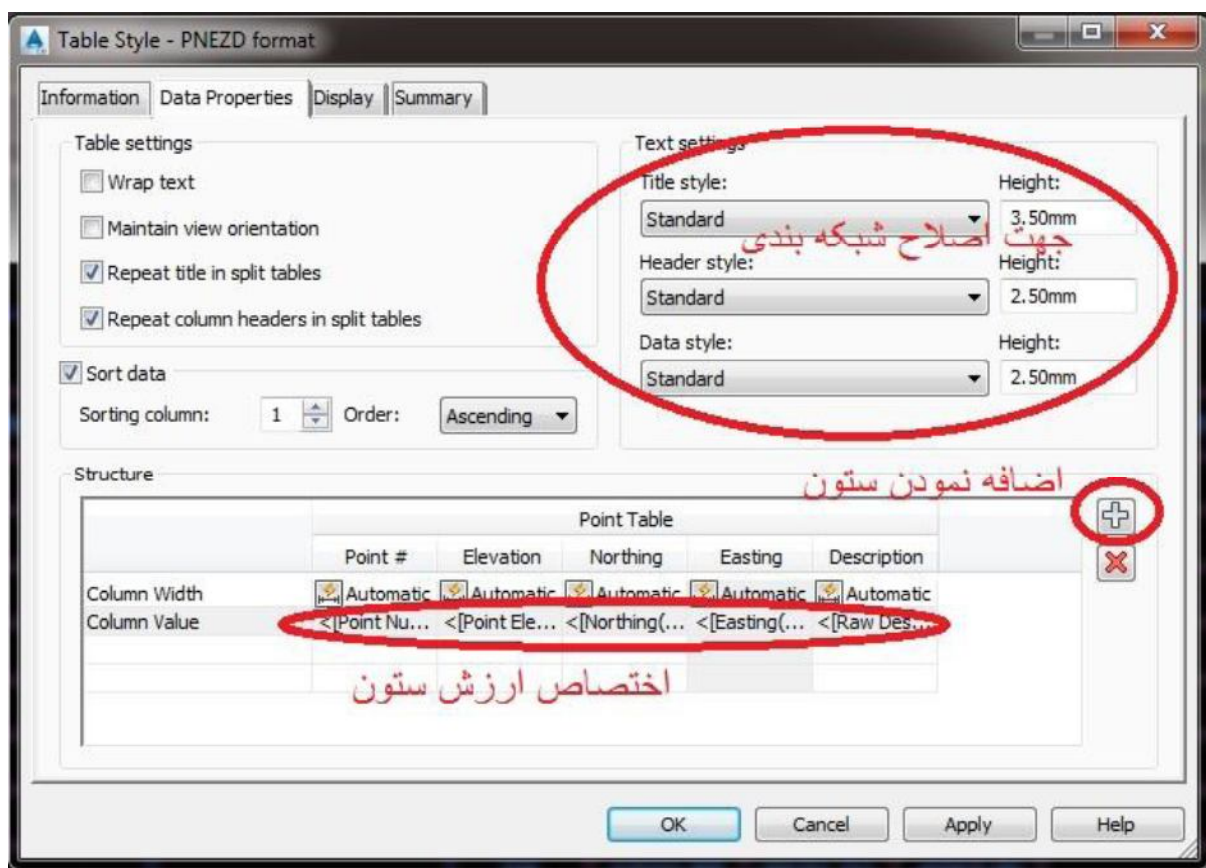 Table Style - PNEZD format
Information Data Properties Display Summary
Table settings
Wrap text
Maintain view orientation
Repeat title in split tables
Repeat column headers in split tables
Sort data
Sorting column: 1 Order: Ascending
Text settings
Title style: Height:
Standard 3.50mm
جهت اصلاح شبکه بندی
Header style: Height:
Standard 2.50mm
Data style: Height:
Standard 2.50mm
Structure
اضافه نمودن ستون
Point Table
Point # Elevation Northing Easting Description
Column Width Automatic Automatic Automatic Automatic Automatic
Column Value <[Point Nu... <[Point Ele... <[Northing(... <[Easting(... <[Raw Des...
اختصاص ارزش ستون
OK Cancel Apply Help